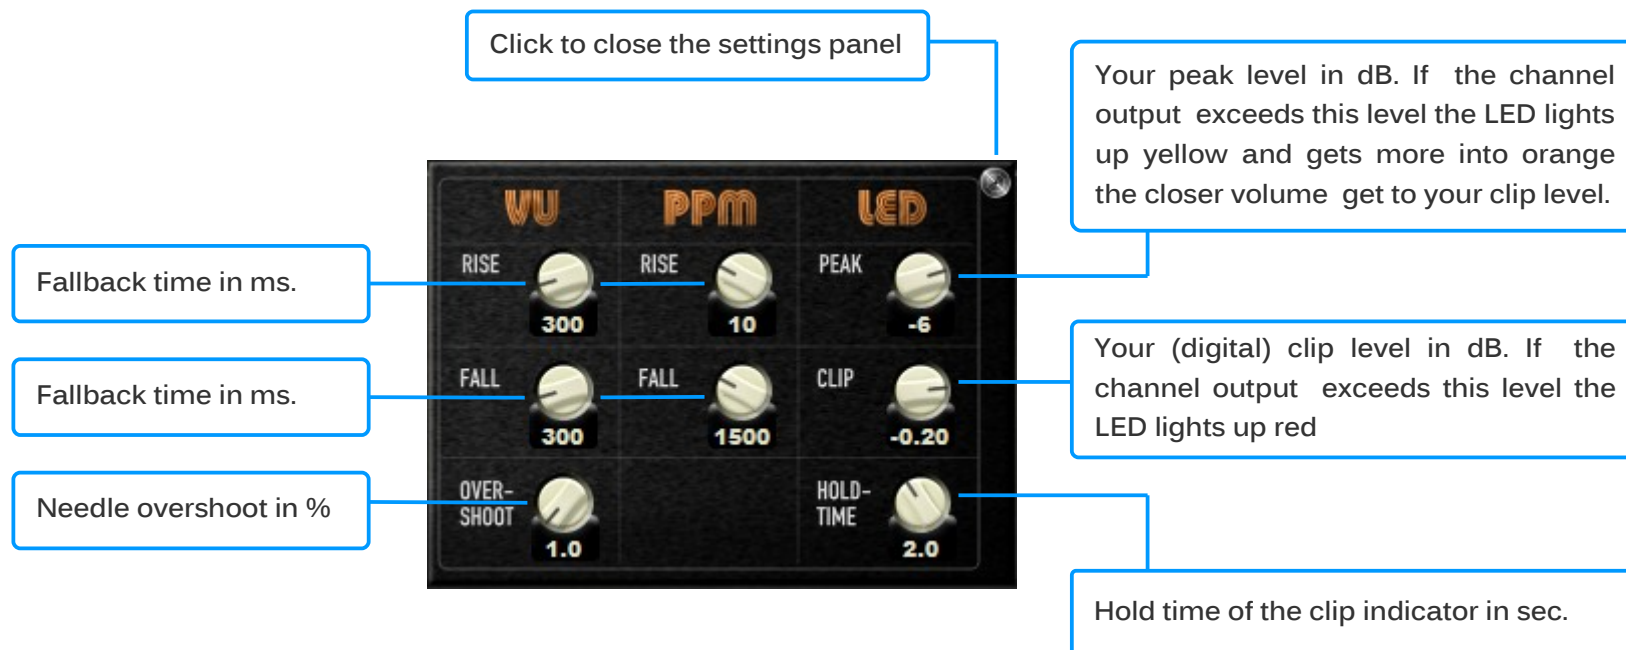 Click to close the settings panel
Your peak level in dB. If the channel
output exceeds this level the LED lights
up yellow and gets more into orange
the closer volume get to your clip level.
VU PPM LED
Fallback time in ms.
RISE RISE PEAK
300 10 -6
Fallback time in ms.
FALL FALL CLIP
300 1500 -0.20
Your (digital) clip level in dB. If the
channel output exceeds this level the
LED lights up red
Needle overshoot in %
OVER-
SHOOT
1.0
HOLD-
TIME
2.0
Hold time of the clip indicator in sec.